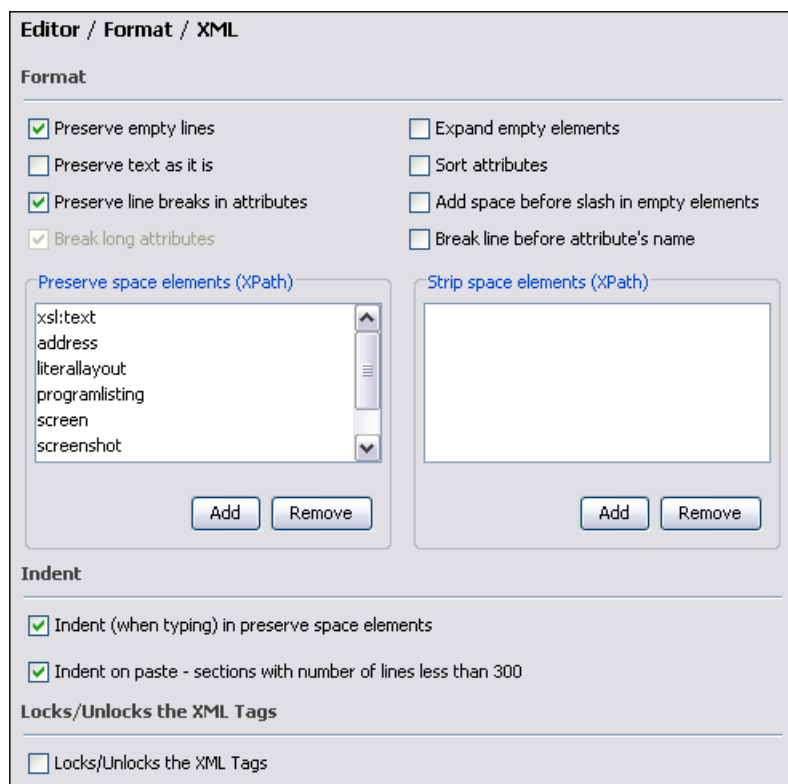 Editor / Format / XML
Format
Preserve empty lines
Expand empty elements
Preserve text as it is
Sort attributes
Preserve line breaks in attributes
Add space before slash in empty elements
Break long attributes
Break line before attribute's name
Preserve space elements (XPath)
xsl:text
address
literallayout
programlisting
screen
screenshot
Add
Remove
Strip space elements (XPath)
Add
Remove
Indent
Indent (when typing) in preserve space elements
Indent on paste - sections with number of lines less than 300
Locks/Unlocks the XML Tags
Locks/Unlocks the XML Tags